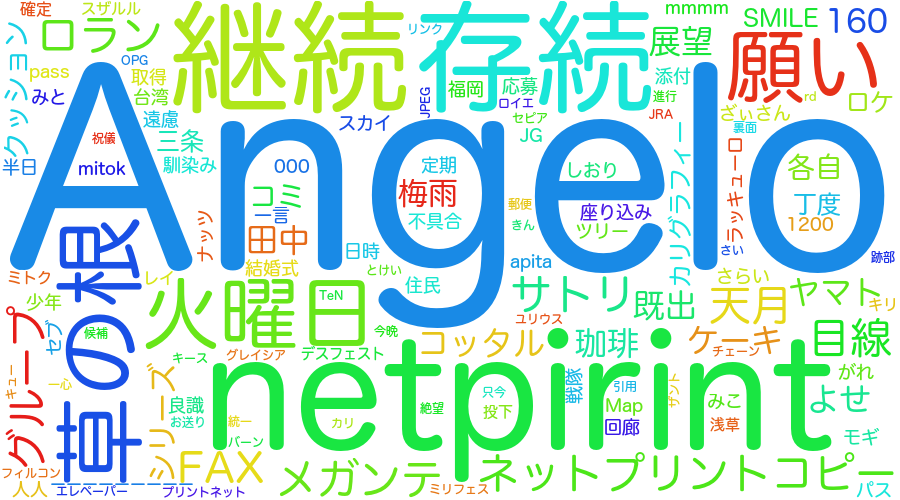 確定
スザルル
ロラン
クッション
pass
OPG
取得
みと
台湾
遠慮
継続
存続
リンク
mmmm
SMILE
160
展望
願い
福岡
応募
添付
JPEG
ロイエ
進行
rd
ロケ
セピア
JRA
ざぃさん
裏面
スカイ
JG
祝儀
三条
半日
mitok
馴染み
000
定期
しおり
各自
ラッキューロ
カリグラフィー
Angelo
コミ
一言
梅雨
郵便
座り込み
丁度
1200
不具合
きん
ツリー
ナッツ
田中
日時
apita
さい
跡部
結婚式
とけい
ミトク
レイ
住民
さらい
キリ
草の根
少年
火曜日
TeN
サトリ
既出
天月
ヤマト
セブ
候補
今晩
ユリウス
グループ
コッタル
珈琲
ケーキ
目線
キース
グレイシア
デスフェスト
チェーン
キュー
一心
netpirint
只今
戦隊
引用
ザント
がれ
シリーズ
良識
お送り
統一
カリ
絶望
投下
Map
みこ
よせ
バーン
回廊
浅草
モギ
フィルコン
FAX
メガンテ
ネットプリントコピー
人人
エレペーパー
プリントネット
ミリフェス
パス